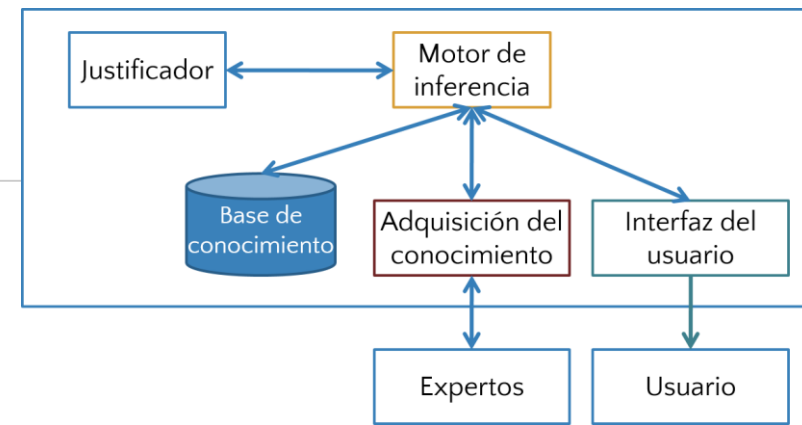 Justificador
Motor de
inferencia
Base de
conocimiento
Adquisición del
conocimiento
Interfaz del
usuario
Expertos
Usuario